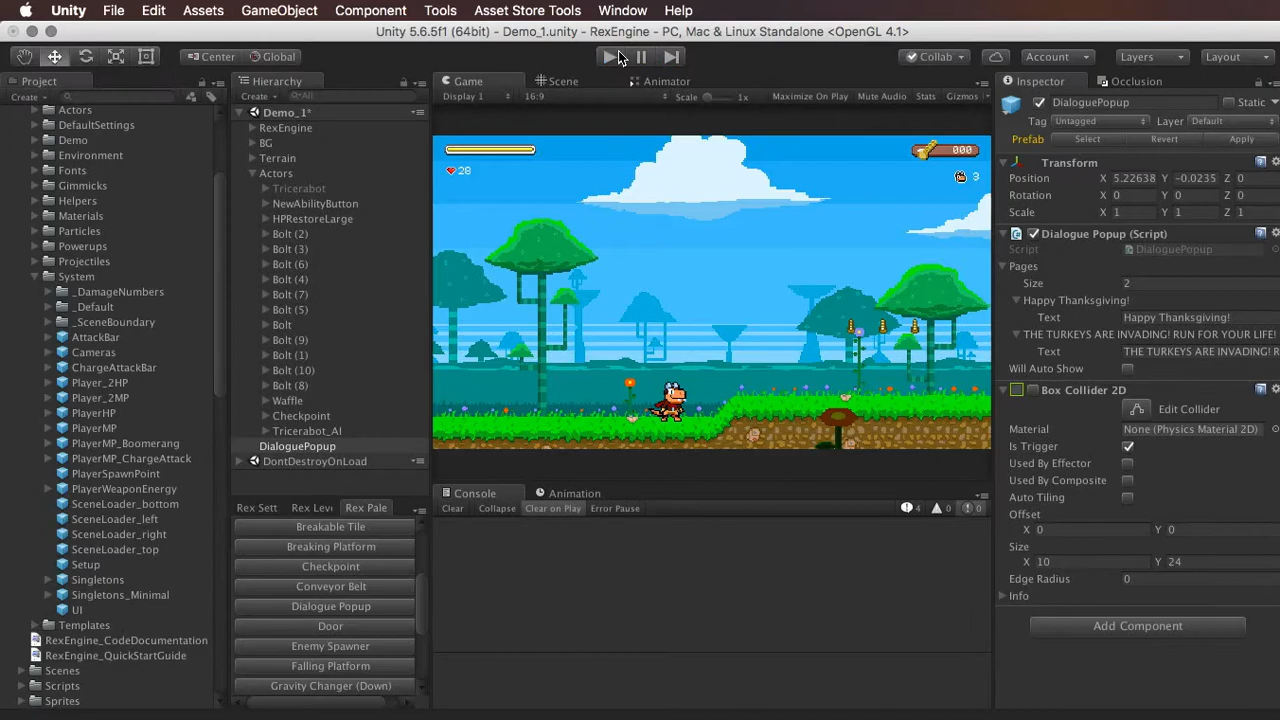 Unity File Edit Assets GameObject Component Tools Asset Store Tools Window Help
Unity 5.6.5f1 (64bit) - Demo_1.unity - RexEngine - PC, Mac & Linux Standalone <OpenGL 4.1>
Center Global Collab Account Layers Layout
Project
Create
Actors
DefaultSettings
Demo
Environment
Fonts
Gimmicks
Helpers
Materials
Particles
Powerups
Projectiles
System
_DamageNumbers
_Default
_SceneBoundary
AttackBar
Cameras
ChargeAttackBar
Player_2HP
Player_2MP
PlayerHP
PlayerMP
PlayerMP_Boomerang
PlayerMP_ChargeAttack
PlayerSpawnPoint
PlayerWeaponEnergy
SceneLoader_bottom
SceneLoader_left
SceneLoader_right
SceneLoader_top
Setup
Singletons
Singletons_Minimal
UI
Templates
RexEngine_CodeDocumentation
RexEngine_QuickStartGuide
Scenes
Scripts
Sprites
Hierarchy
Create All
Demo_1*
RexEngine
BG
Terrain
Actors
Tricerabot
NewAbilityButton
HPRestoreLarge
Bolt (2)
Bolt (3)
Bolt (6)
Bolt (4)
Bolt (7)
Bolt (5)
Bolt
Bolt (9)
Bolt (1)
Bolt (10)
Bolt (8)
Waffle
Checkpoint
Tricerabot_AI
DialoguePopup
DontDestroyOnLoad
Rex Sett Rex Leve Rex Pale
Breakable Tile
Breaking Platform
Checkpoint
Conveyor Belt
Dialogue Popup
Door
Enemy Spawner
Falling Platform
Gravity Changer (Down)
Game Scene Animator
Display 1 16:9 Scale 1x Maximize On Play Mute Audio Stats Gizmos
000
28 3
Console Animation
Clear Collapse Clear on Play Error Pause 4 0 0
Inspector Occlusion
DialoguePopup Static
Tag Untagged Layer Default
Prefab Select Revert Apply
Transform
Position X 5.22638 Y -0.0235 Z 0
Rotation X 0 Y 0 Z 0
Scale X 1 Y 1 Z 1
Dialogue Popup (Script)
Script DialoguePopup
Pages
Size 2
Happy Thanksgiving!
Text Happy Thanksgiving!
THE TURKEYS ARE INVADING! RUN FOR YOUR LIFE!
Text THE TURKEYS ARE INVADING! R
Will Auto Show
Box Collider 2D
Edit Collider
Material None (Physics Material 2D)
Is Trigger
Used By Effector
Used By Composite
Auto Tiling
Offset
X 0 Y 0
Size
X 10 Y 24
Edge Radius 0
Info
Add Component